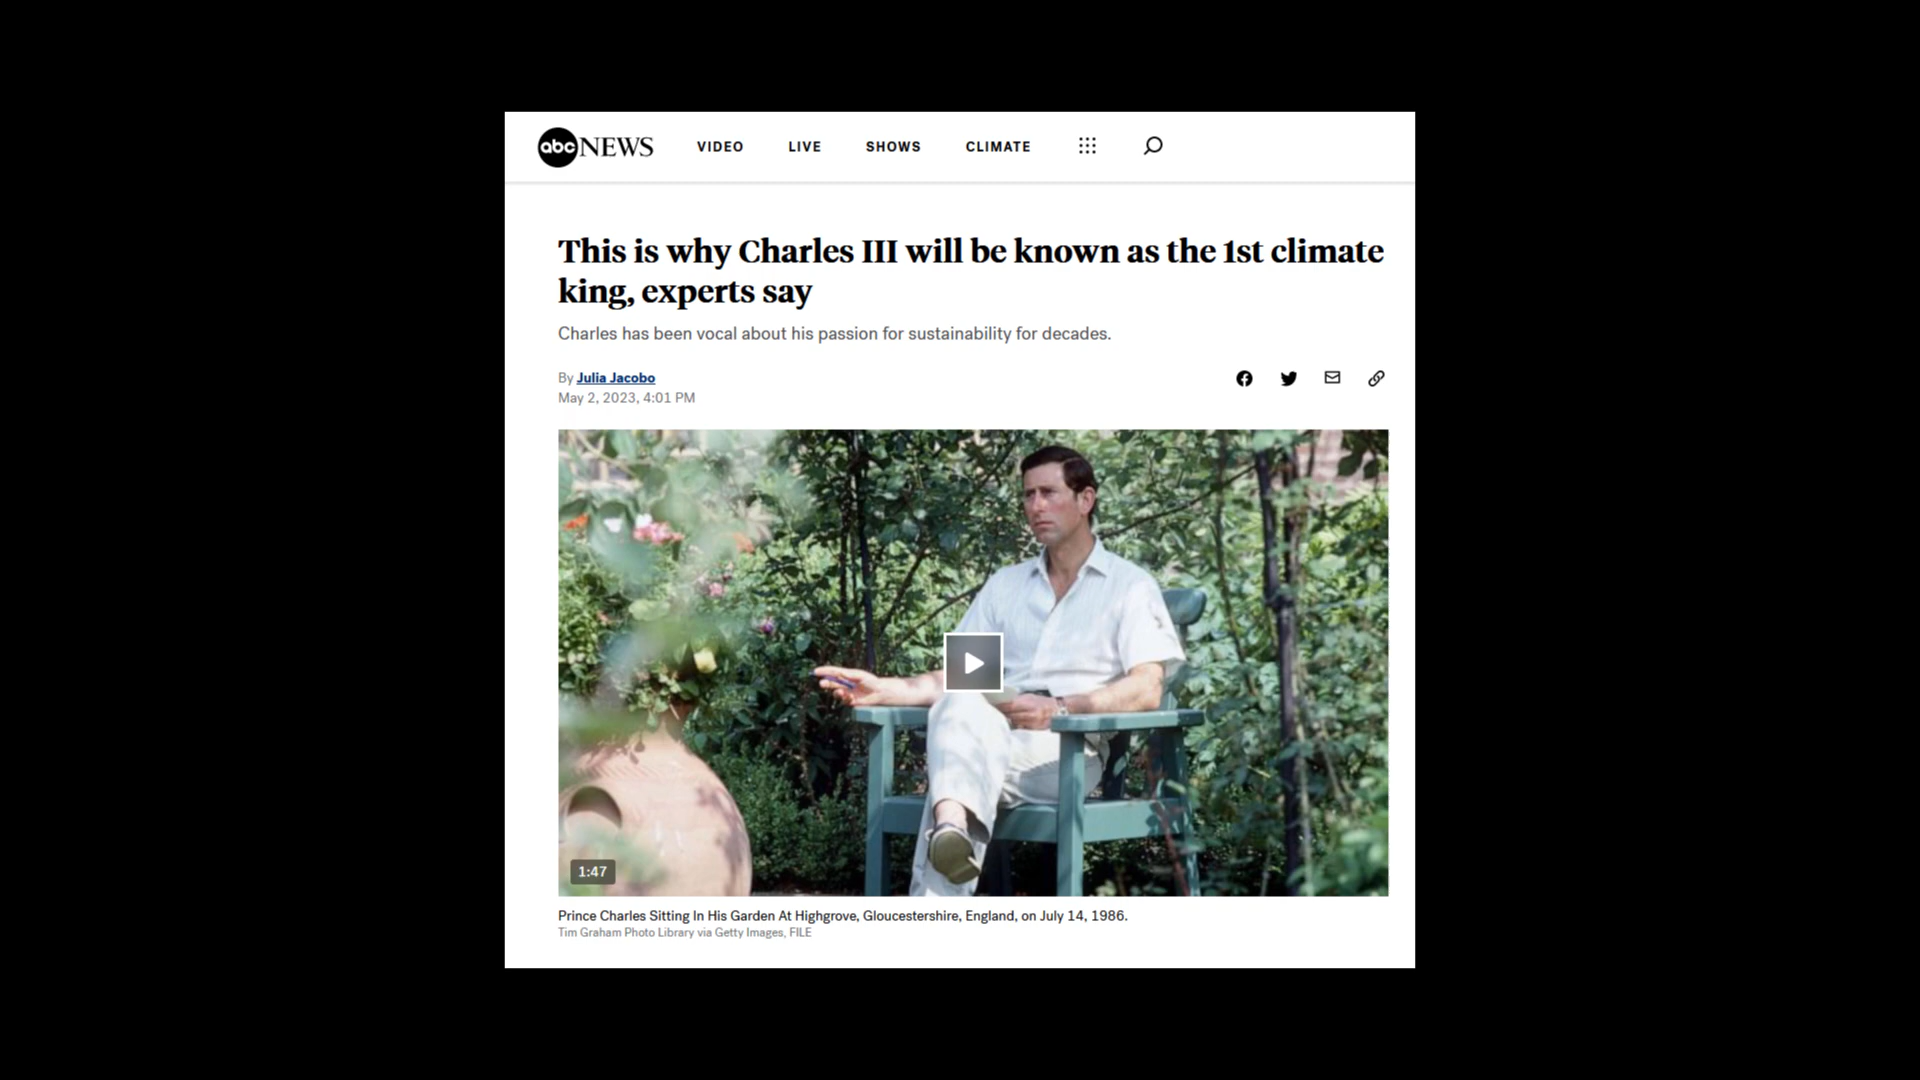 abc NEWS VIDEO LIVE SHOWS CLIMATE
This is why Charles III will be known as the 1st climate
king, experts say
Charles has been vocal about his passion for sustainability for decades.
By Julia Jacobo
May 2, 2023, 4:01 PM
1:47
Prince Charles Sitting In His Garden At Highgrove, Gloucestershire, England, on July 14, 1986.
Tim Graham Photo Library via Getty Images, FILE